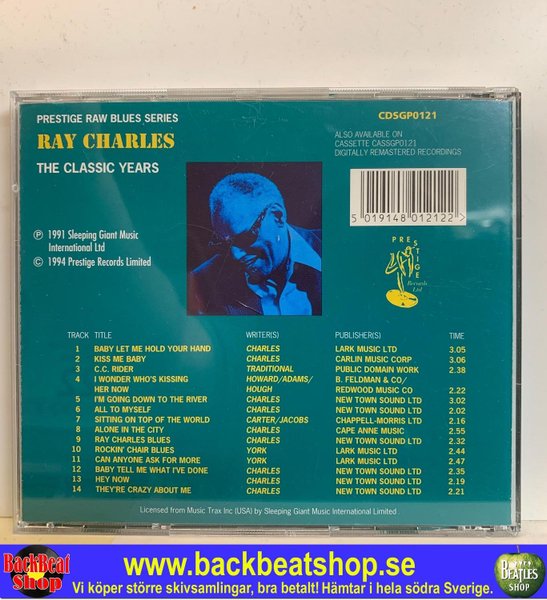 PRESTIGE RAW BLUES SERIES
CDSGP0121
RAY CHARLES
THE CLASSIC YEARS
ALSO AVAILABLE ON
CASSETTE CASSGP0121
DIGITALLY REMASTERED RECORDINGS
5 019148 012122
Ⓟ 1991 Sleeping Giant Music
International Ltd
© 1994 Prestige Records Limited
PRESTIGE
Records
Ltd
TRACK TITLE WRITER(S) PUBLISHER(S) TIME
1 BABY LET ME HOLD YOUR HAND CHARLES LARK MUSIC LTD 3.05
2 KISS ME BABY CHARLES CARLIN MUSIC CORP 3.06
3 C.C. RIDER TRADITIONAL PUBLIC DOMAIN WORK 2.38
4 I WONDER WHO'S KISSING HOWARD/ADAMS/ B. FELDMAN & CO/
HER NOW HOUGH REDWOOD MUSIC CO 2.22
5 I'M GOING DOWN TO THE RIVER CHARLES NEW TOWN SOUND LTD 3.02
6 ALL TO MYSELF CHARLES NEW TOWN SOUND LTD 2.02
7 SITTING ON TOP OF THE WORLD CARTER/JACOBS CHAPPELL-MORRIS LTD 2.16
8 ALONE IN THE CITY CHARLES CAPE ANNE MUSIC 2.55
9 RAY CHARLES BLUES CHARLES NEW TOWN SOUND LTD 2.32
10 ROCKIN' CHAIR BLUES YORK LARK MUSIC LTD 2.44
11 CAN ANYONE ASK FOR MORE YORK LARK MUSIC LTD 2.47
12 BABY TELL ME WHAT I'VE DONE CHARLES NEW TOWN SOUND LTD 2.35
13 HEY NOW CHARLES NEW TOWN SOUND LTD 2.19
14 THEY'RE CRAZY ABOUT ME CHARLES NEW TOWN SOUND LTD 2.21
Licensed from Music Trax Inc (USA) by Sleeping Giant Music International Limited
BackBeat
Shop
www.backbeatshop.se
Vi köper större skivsamlingar, bra betalt! Hämtar i hela södra Sverige.
BEATLES
SHOP